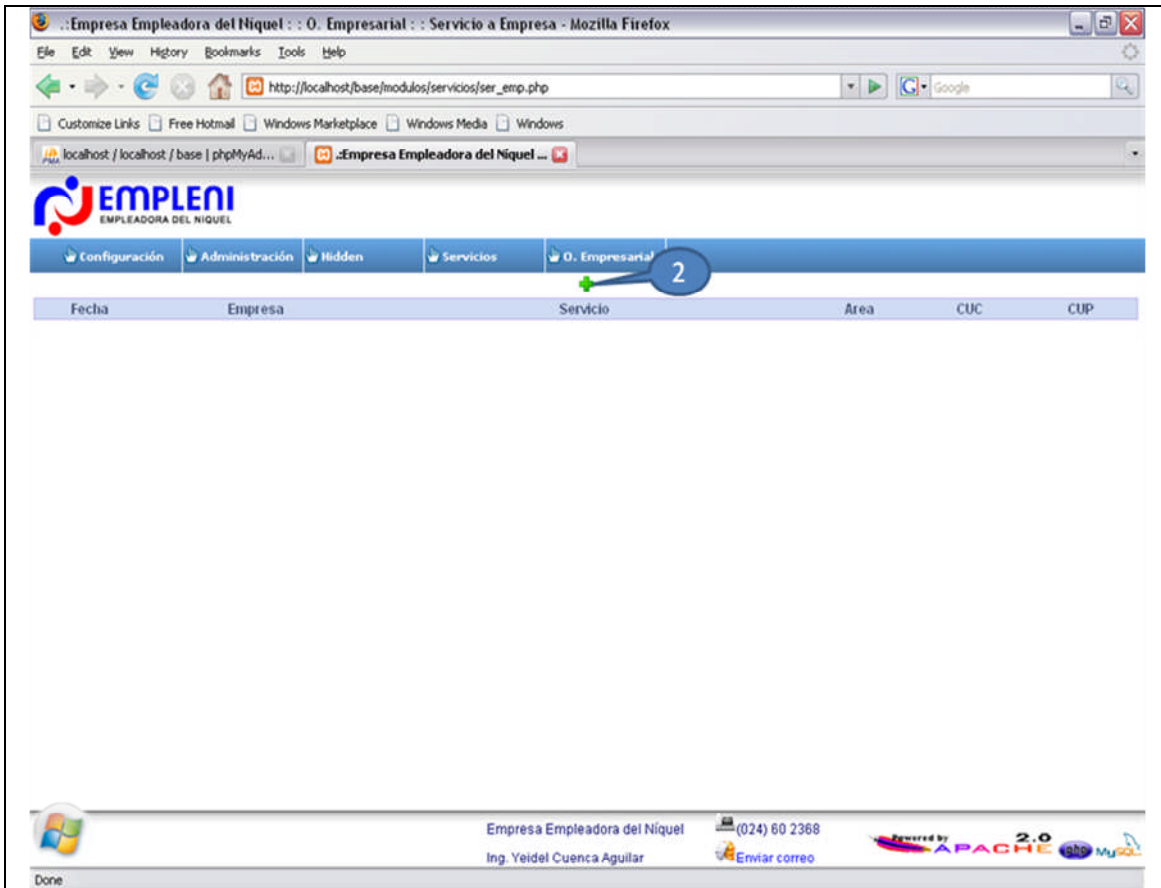 .:Empresa Empleadora del Níquel : : O. Empresarial : : Servicio a Empresa - Mozilla Firefox
File Edit View History Bookmarks Tools Help
http://localhost/base/modulos/servicios/ser_emp.php
Google
Customize Links Free Hotmail Windows Marketplace Windows Media Windows
localhost / localhost / base | phpMyAd... .:Empresa Empleadora del Níquel ...
EMPLENI
EMPLEADORA DEL NIQUEL
Configuración Administración Hidden Servicios O. Empresarial
2
Fecha Empresa Servicio Area CUC CUP
Empresa Empleadora del Níquel (024) 60 2368
Ing. Yeidel Cuenca Aguilar Enviar correo
Powered by APACHE 2.0 php MySQL
Done